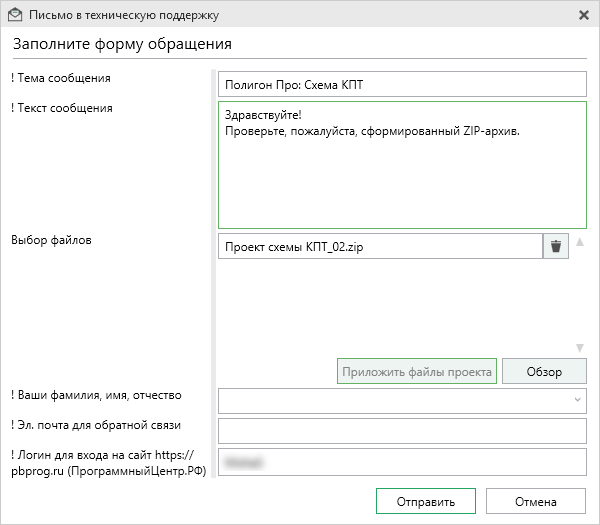 Письмо в техническую поддержку
Заполните форму обращения
! Тема сообщения
Полигон Про: Схема КПТ
! Текст сообщения
Здравствуйте!
Проверьте, пожалуйста, сформированный ZIP-архив.
Выбор файлов
Проект схемы КПТ_02.zip
Приложить файлы проекта
Обзор
! Ваши фамилия, имя, отчество
! Эл. почта для обратной связи
! Логин для входа на сайт https://
pbprog.ru (ПрограммныйЦентр.РФ)
Отправить
Отмена